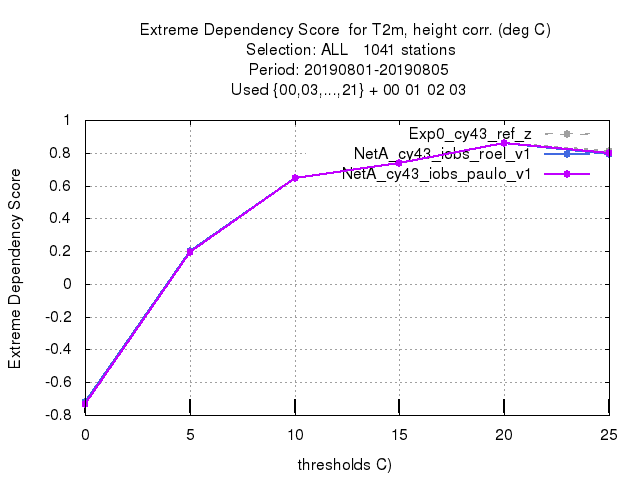 Extreme Dependency Score  for T2m, height corr. (deg C)
Selection: ALL   1041 stations
Period: 20190801-20190805
Used {00,03,...,21} + 00 01 02 03
Exp0_cy43_ref_z
NetA_cy43_iobs_roel_v1
NetA_cy43_iobs_paulo_v1
Extreme Dependency Score
1
0.8
0.6
0.4
0.2
0
-0.2
-0.4
-0.6
-0.8
0 5 10 15 20 25
thresholds C)